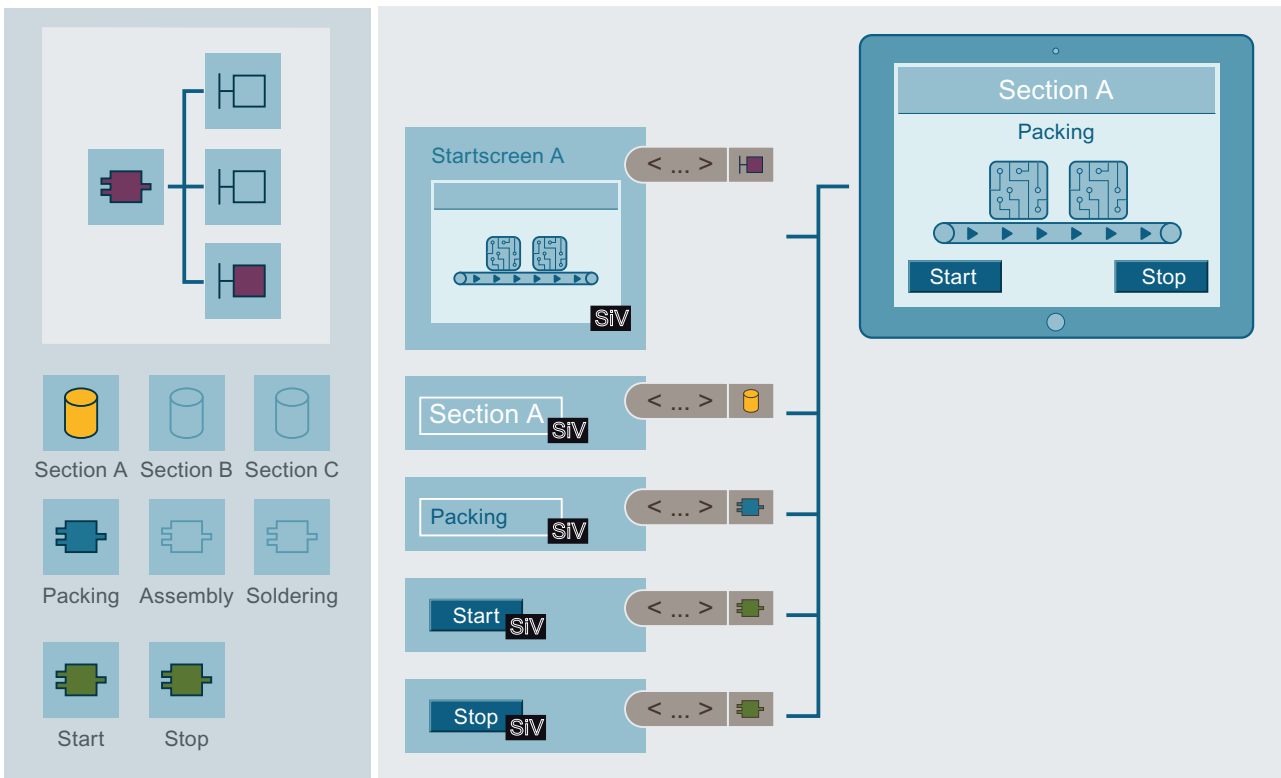 Section A Section B Section C
Packing Assembly Soldering
Start Stop
Startscreen A
< ... >
SiV
Section A
SiV
< ... >
Packing
SiV
< ... >
Start
SiV
< ... >
Stop
SiV
< ... >
Section A
Packing
Start Stop